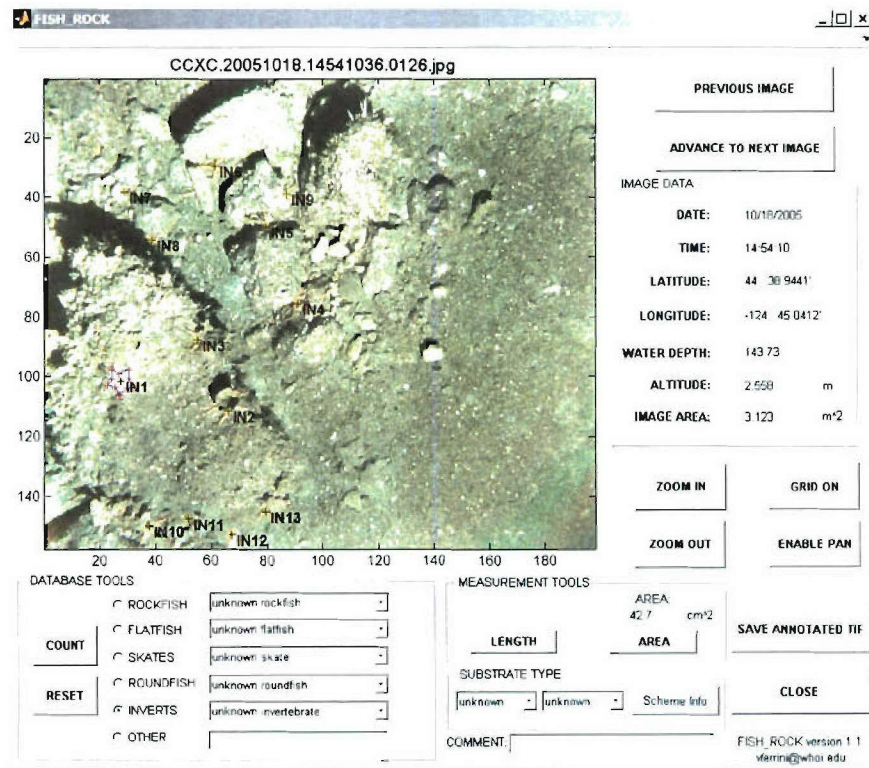 FISH_ROCK
CCXC.20051018.14541036.0126.jpg
20
40
60
80
100
120
140
20 40 60 80 100 120 140 160 180
IN6
IN7
IN9
IN5
IN8
IN4
IN3
IN1
IN2
IN10
IN11
IN12
IN13
PREVIOUS IMAGE
ADVANCE TO NEXT IMAGE
IMAGE DATA
DATE: 10/18/2005
TIME: 14:54:10
LATITUDE: 44 38.9441'
LONGITUDE: -124 45.0412'
WATER DEPTH: 143.73
ALTITUDE: 2.558 m
IMAGE AREA: 3.123 m^2
ZOOM IN
GRID ON
ZOOM OUT
ENABLE PAN
DATABASE TOOLS
COUNT
RESET
ROCKFISH unknown rockfish
FLATFISH unknown flatfish
SKATES unknown skate
ROUNDFISH unknown roundfish
INVERTS unknown invertebrate
OTHER
MEASUREMENT TOOLS
AREA:
42.7 cm^2
LENGTH
AREA
SUBSTRATE TYPE
unknown unknown Scheme Info
COMMENT:
SAVE ANNOTATED TIF
CLOSE
FISH_ROCK version 1.1
vferrini@whoi.edu